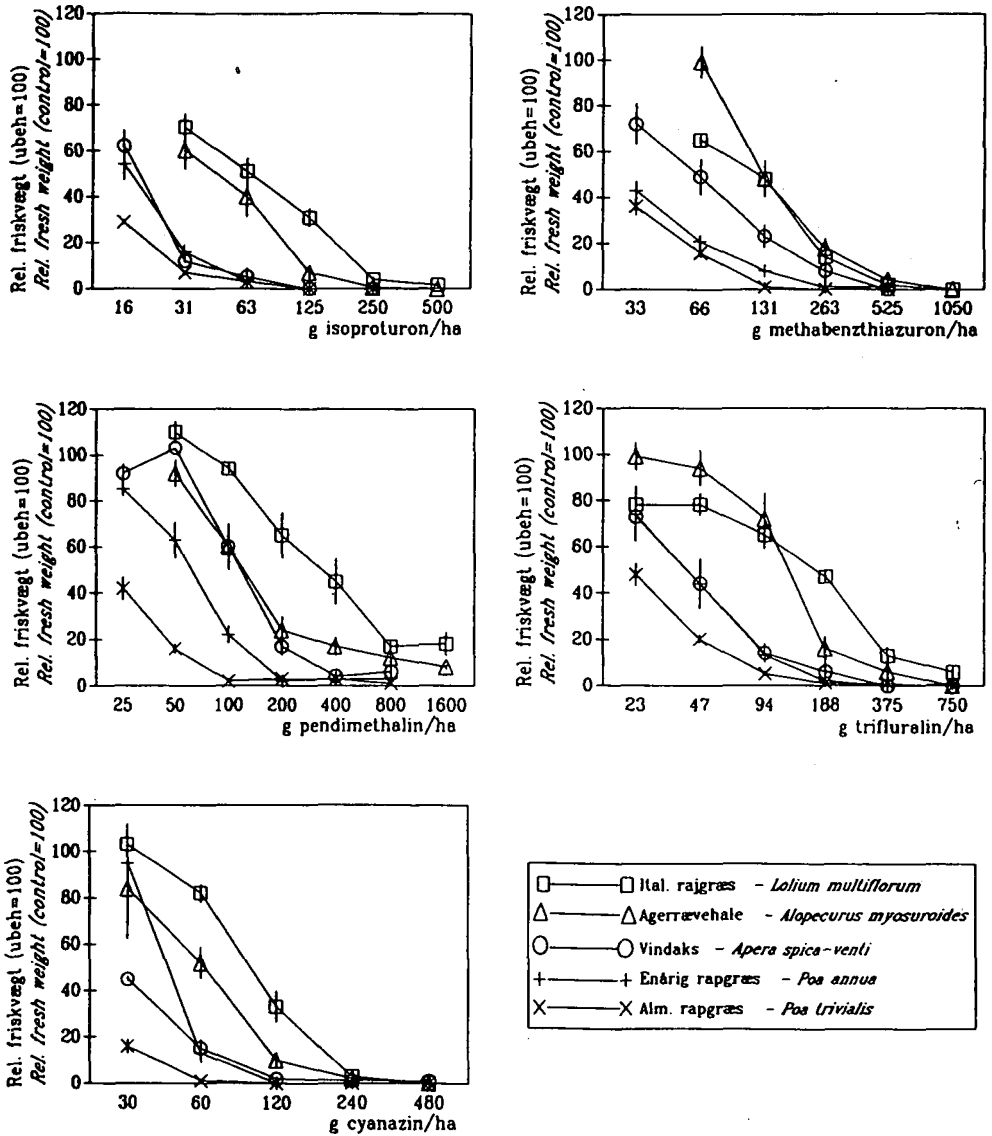 Rel. friskvægt (ubeh=100)
Rel. fresh weight (control=100)
120
100
80
60
40
20
0
16 31 63 125 250 500
g isoproturon/ha
Rel. friskvægt (ubeh=100)
Rel. fresh weight (control=100)
120
100
80
60
40
20
0
33 66 131 263 525 1050
g methabenzthiazuron/ha
Rel. friskvægt (ubeh=100)
Rel. fresh weight (control=100)
120
100
80
60
40
20
0
25 50 100 200 400 800 1600
g pendimethalin/ha
Rel. friskvægt (ubeh=100)
Rel. fresh weight (control=100)
120
100
80
60
40
20
0
23 47 94 188 375 750
g trifluralin/ha
Rel. friskvægt (ubeh=100)
Rel. fresh weight (control=100)
120
100
80
60
40
20
0
30 60 120 240 480
g cyanazin/ha
Ital. rajgræs - Lolium multiflorum
Agerrævehale - Alopecurus myosuroides
Vindaks - Apera spica-venti
Enårig rapgræs - Poa annua
Alm. rapgræs - Poa trivialis